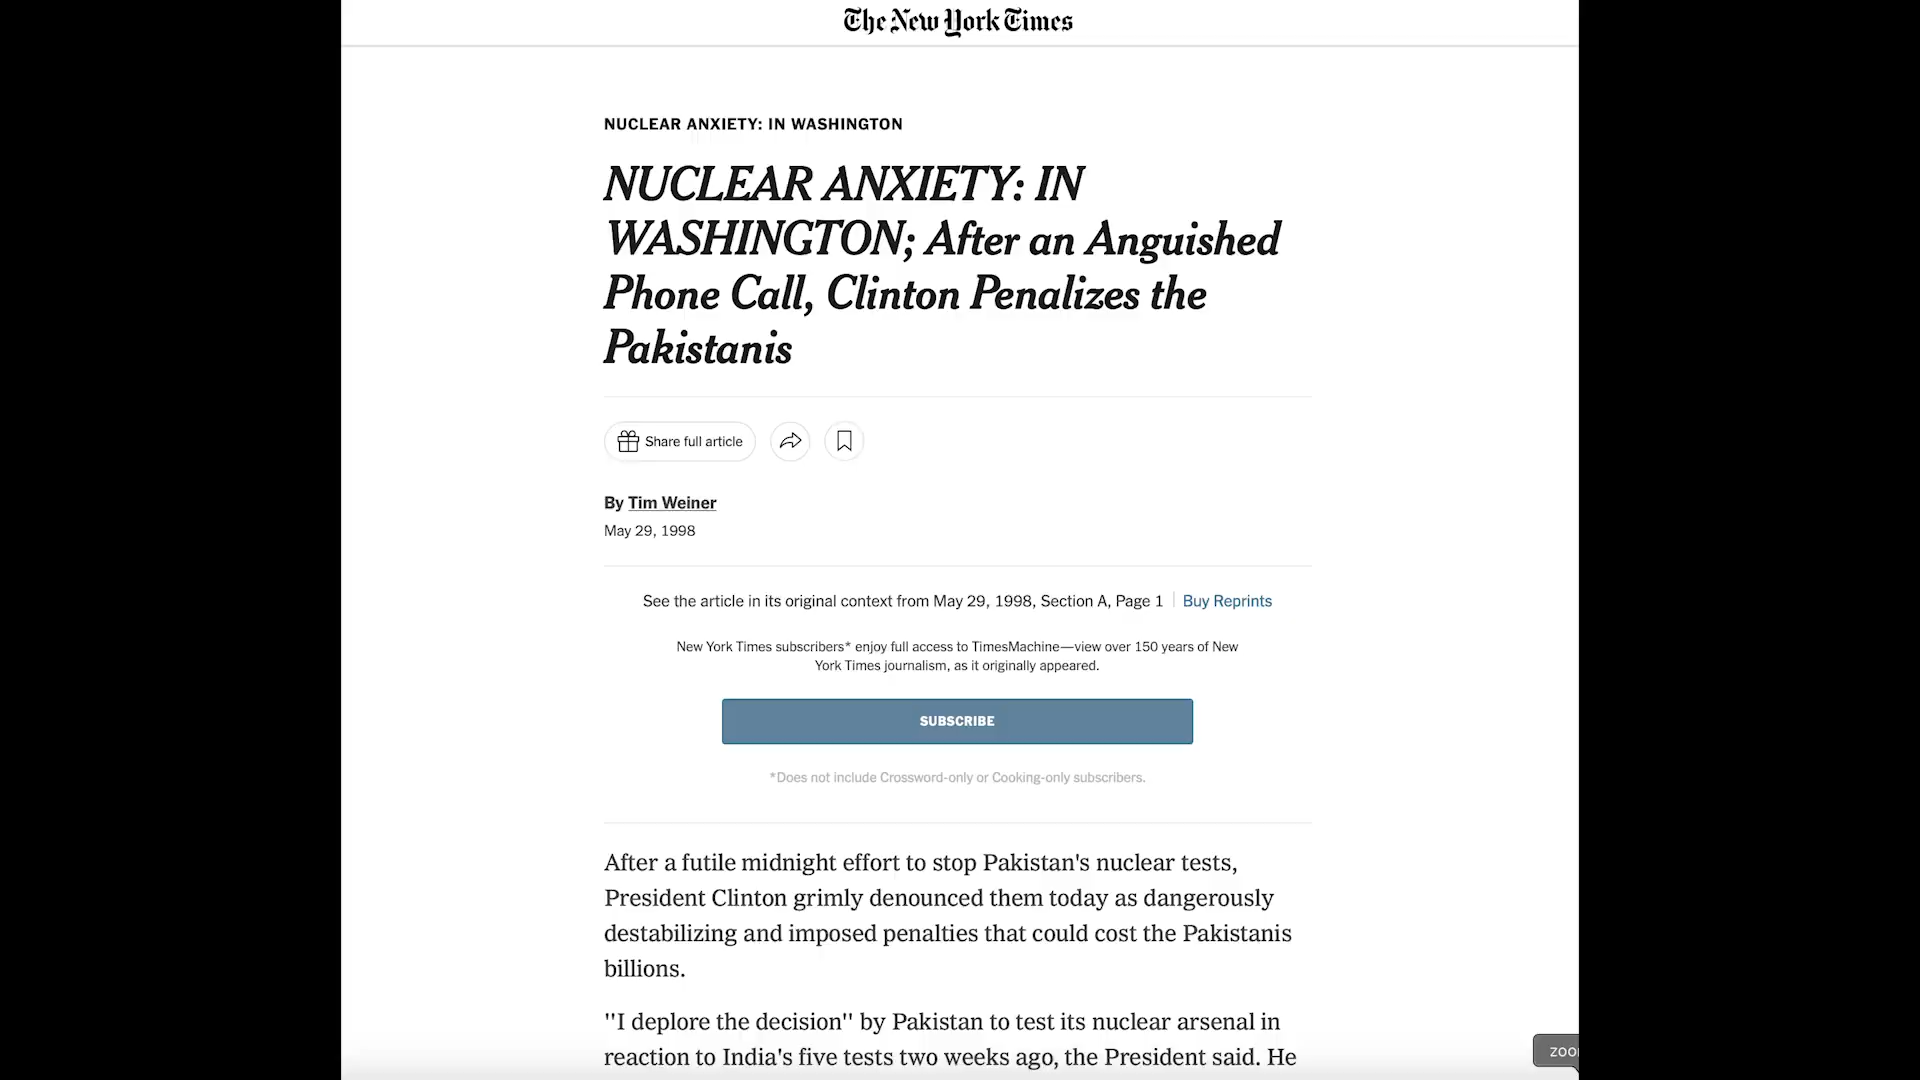 The New York Times
NUCLEAR ANXIETY: IN WASHINGTON
NUCLEAR ANXIETY: IN
WASHINGTON; After an Anguished
Phone Call, Clinton Penalizes the
Pakistanis
Share full article
By Tim Weiner
May 29, 1998
See the article in its original context from May 29, 1998, Section A, Page 1 Buy Reprints
New York Times subscribers* enjoy full access to TimesMachine—view over 150 years of New
York Times journalism, as it originally appeared.
SUBSCRIBE
*Does not include Crossword-only or Cooking-only subscribers.
After a futile midnight effort to stop Pakistan's nuclear tests,
President Clinton grimly denounced them today as dangerously
destabilizing and imposed penalties that could cost the Pakistanis
billions.
''I deplore the decision'' by Pakistan to test its nuclear arsenal in
reaction to India's five tests two weeks ago, the President said. He